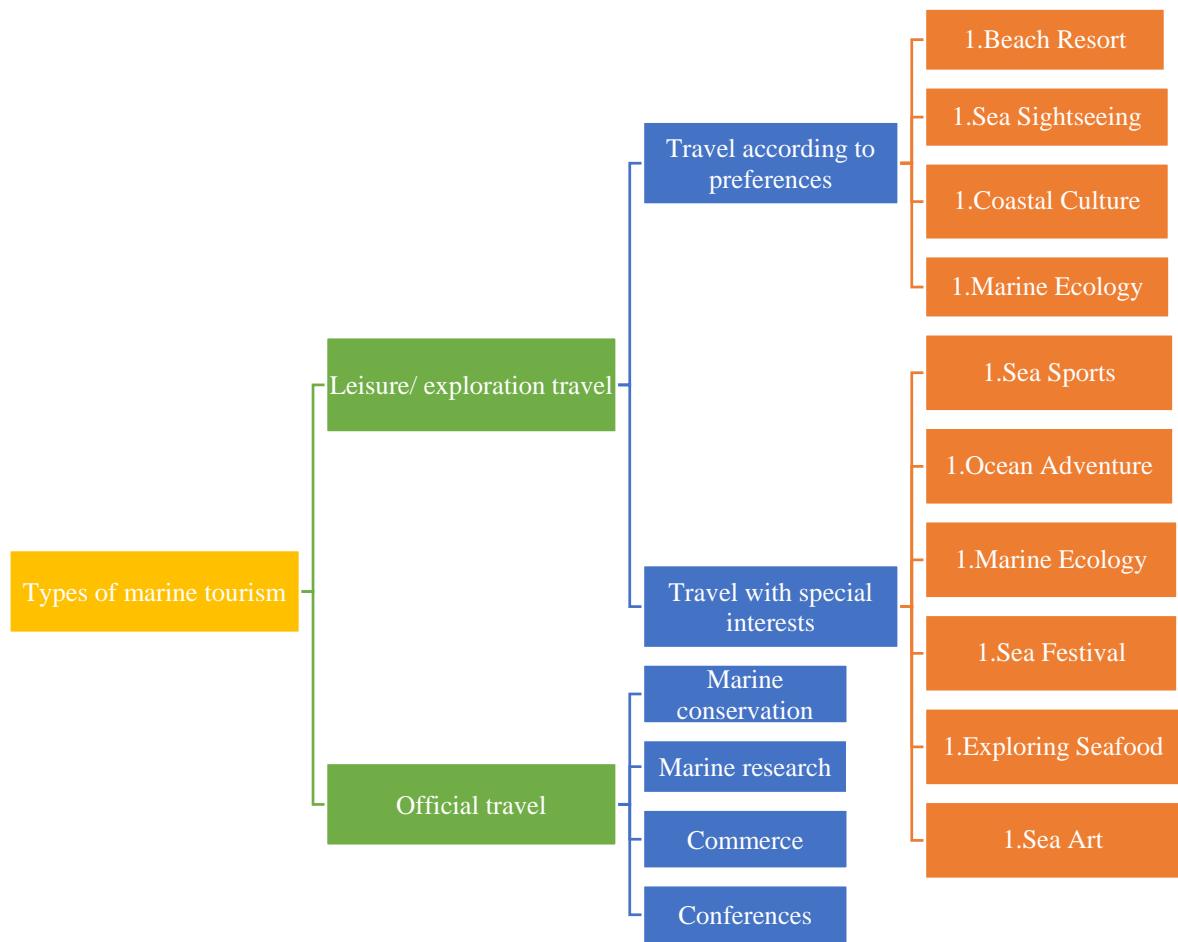 Types of marine tourism
Leisure/ exploration travel
Travel according to
preferences
1.Beach Resort
1.Sea Sightseeing
1.Coastal Culture
1.Marine Ecology
Travel with special
interests
1.Sea Sports
1.Ocean Adventure
1.Marine Ecology
1.Sea Festival
1.Exploring Seafood
1.Sea Art
Official travel
Marine
conservation
Marine research
Commerce
Conferences